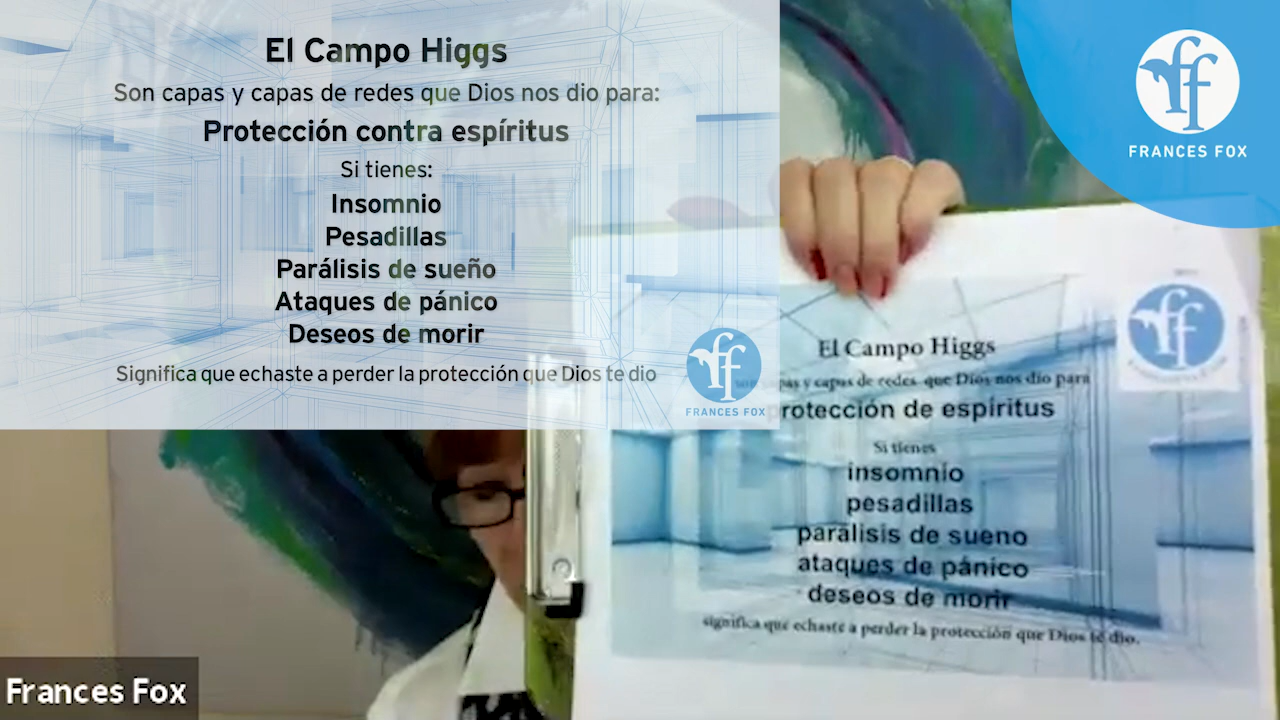 El Campo Higgs
Son capas y capas de redes que Dios nos dio para:
Protección contra espíritus
Si tienes:
Insomnio
Pesadillas
Parálisis de sueño
Ataques de pánico
Deseos de morir
Significa que echaste a perder la protección que Dios te dio
ff
FRANCES FOX
ff
FRANCES FOX
ff
El Campo Higgs
capas y capas de redes que Dios nos dio para
protección de espíritus
Si tienes
insomnio
pesadillas
parálisis de sueno
ataques de pánico
deseos de morir
significa que echaste a perder la protección que Dios te dio.
Frances Fox